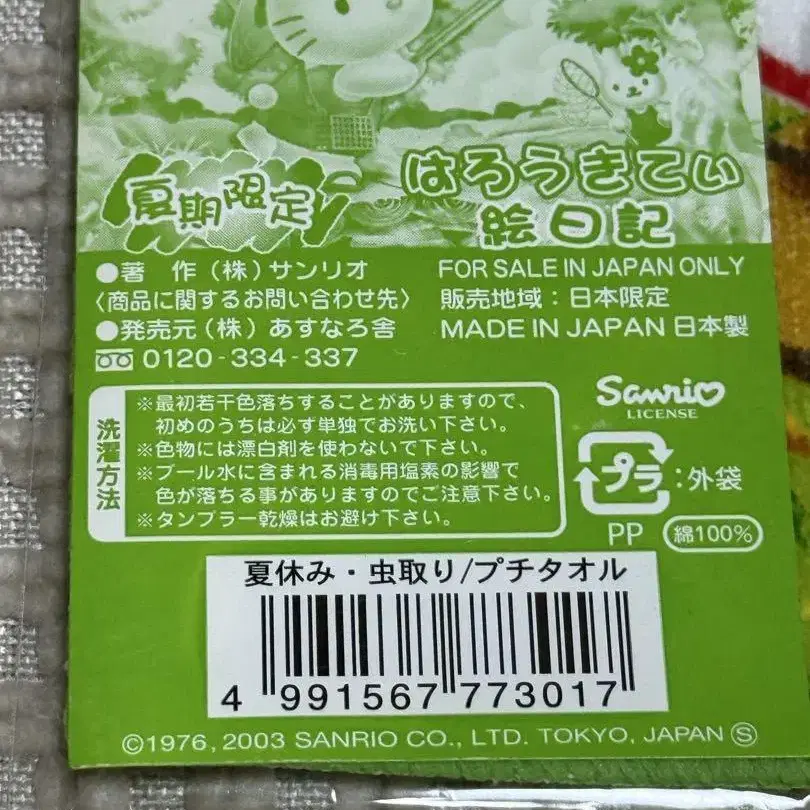 夏期限定
はろうきてぃ
絵日記
●著 作(株)サンリオ
〈商品に関するお問い合わせ先〉
●発売元(株)あすなろ舎
0120-334-337
FOR SALE IN JAPAN ONLY
販売地域:日本限定
MADE IN JAPAN 日本製
洗濯方法
※最初若干色落ちすることがありますので、
初めのうちは必ず単独でお洗い下さい。
※色物には漂白剤を使わないで下さい。
※プール水に含まれる消毒用塩素の影響で
色が落ちる事がありますのでご注意下さい。
※タンブラー乾燥はお避け下さい。
Sanrio
LICENSE
プラ:外袋
PP 綿100%
夏休み・虫取り/プチタオル
4 991567 773017
©1976, 2003 SANRIO CO., LTD. TOKYO, JAPAN Ⓢ